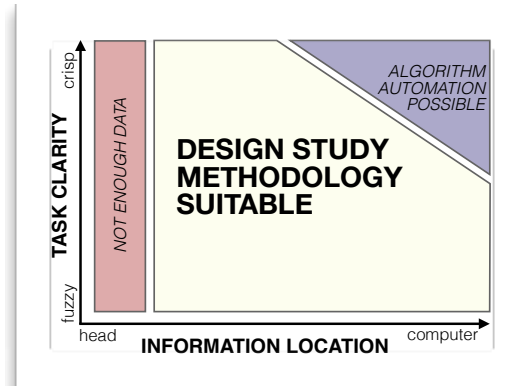 crisp
TASK CLARITY
fuzzy
NOT ENOUGH DATA
DESIGN STUDY
METHODOLOGY
SUITABLE
ALGORITHM
AUTOMATION
POSSIBLE
head
INFORMATION LOCATION
computer